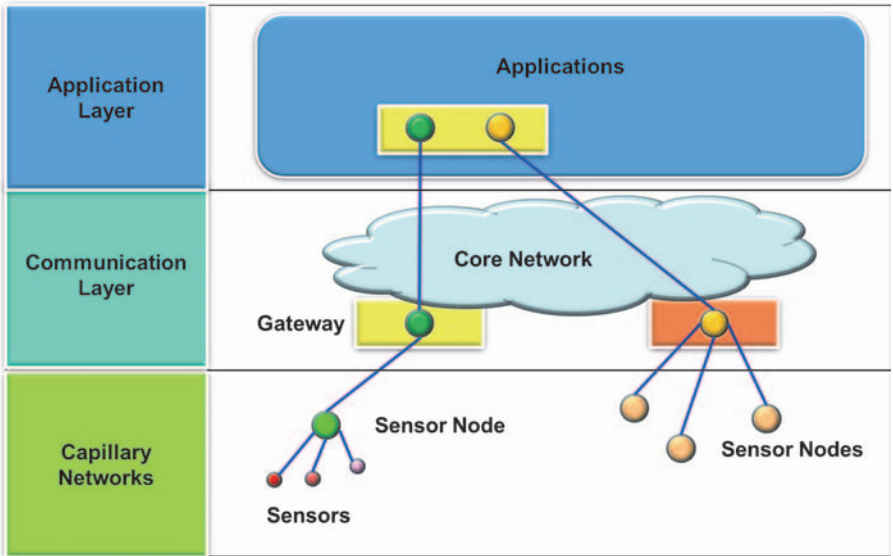 Application
Layer
Applications
Communication
Layer
Core Network
Gateway
Capillary
Networks
Sensor Node
Sensors
Sensor Nodes